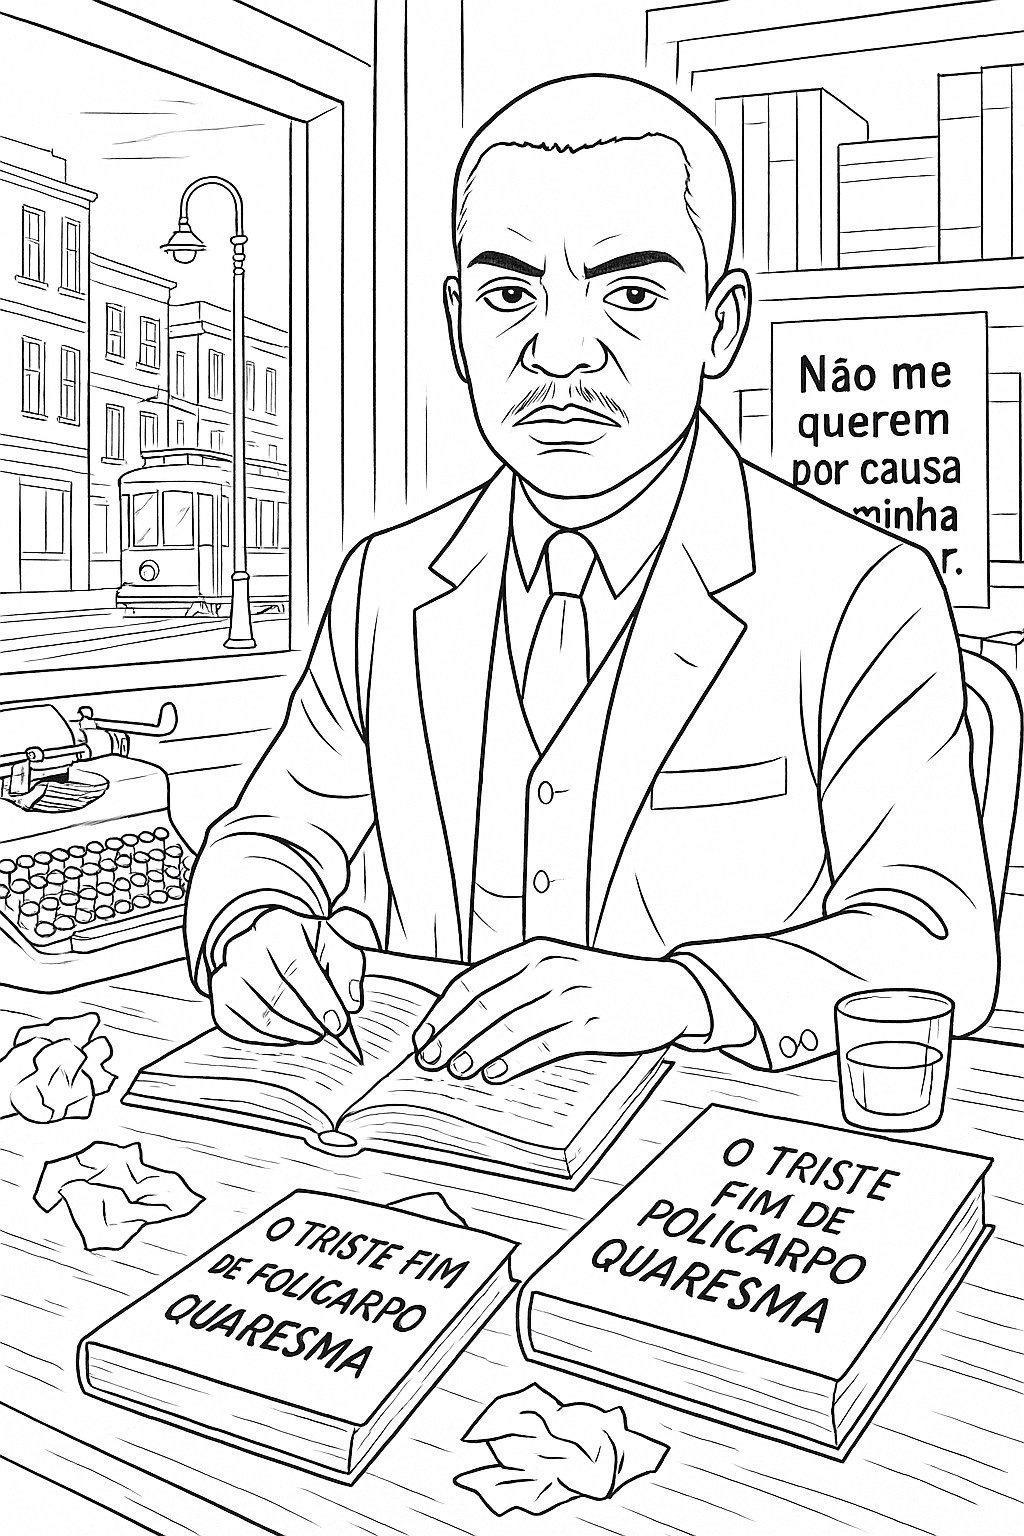 Não me
querem
por causa
minha
r.
O TRISTE
FIM DE
POLICARPO
QUARESMA
O TRISTE FIM
DE FOLICARPO
QUARESMA